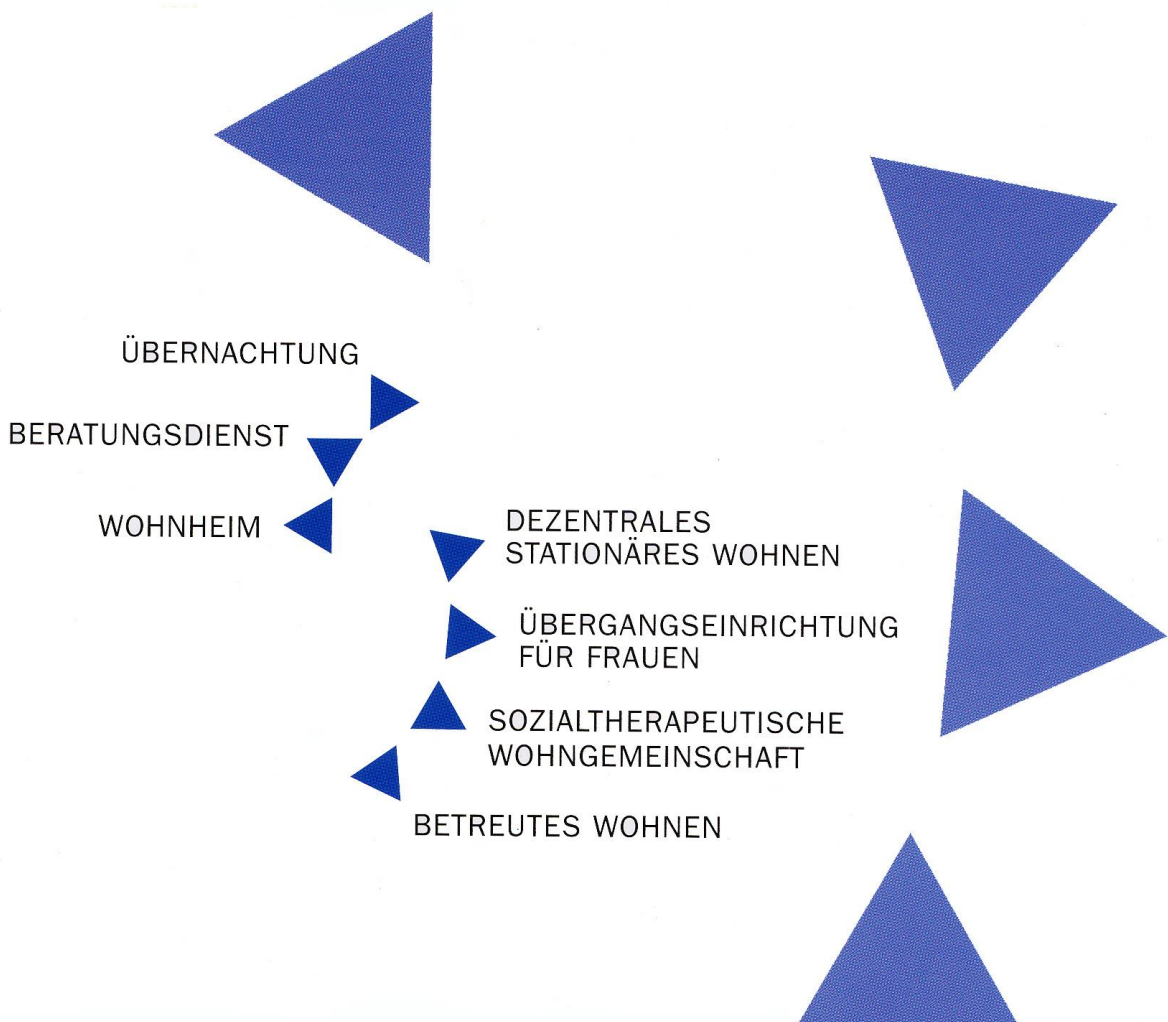 ÜBERNACHTUNG
BERATUNGSDIENST
WOHNHEIM
DEZENTRALES
STATIONÄRES WOHNEN
ÜBERGANGSEINRICHTUNG
FÜR FRAUEN
SOZIALTHERAPEUTISCHE
WOHNGEMEINSCHAFT
BETREUTES WOHNEN